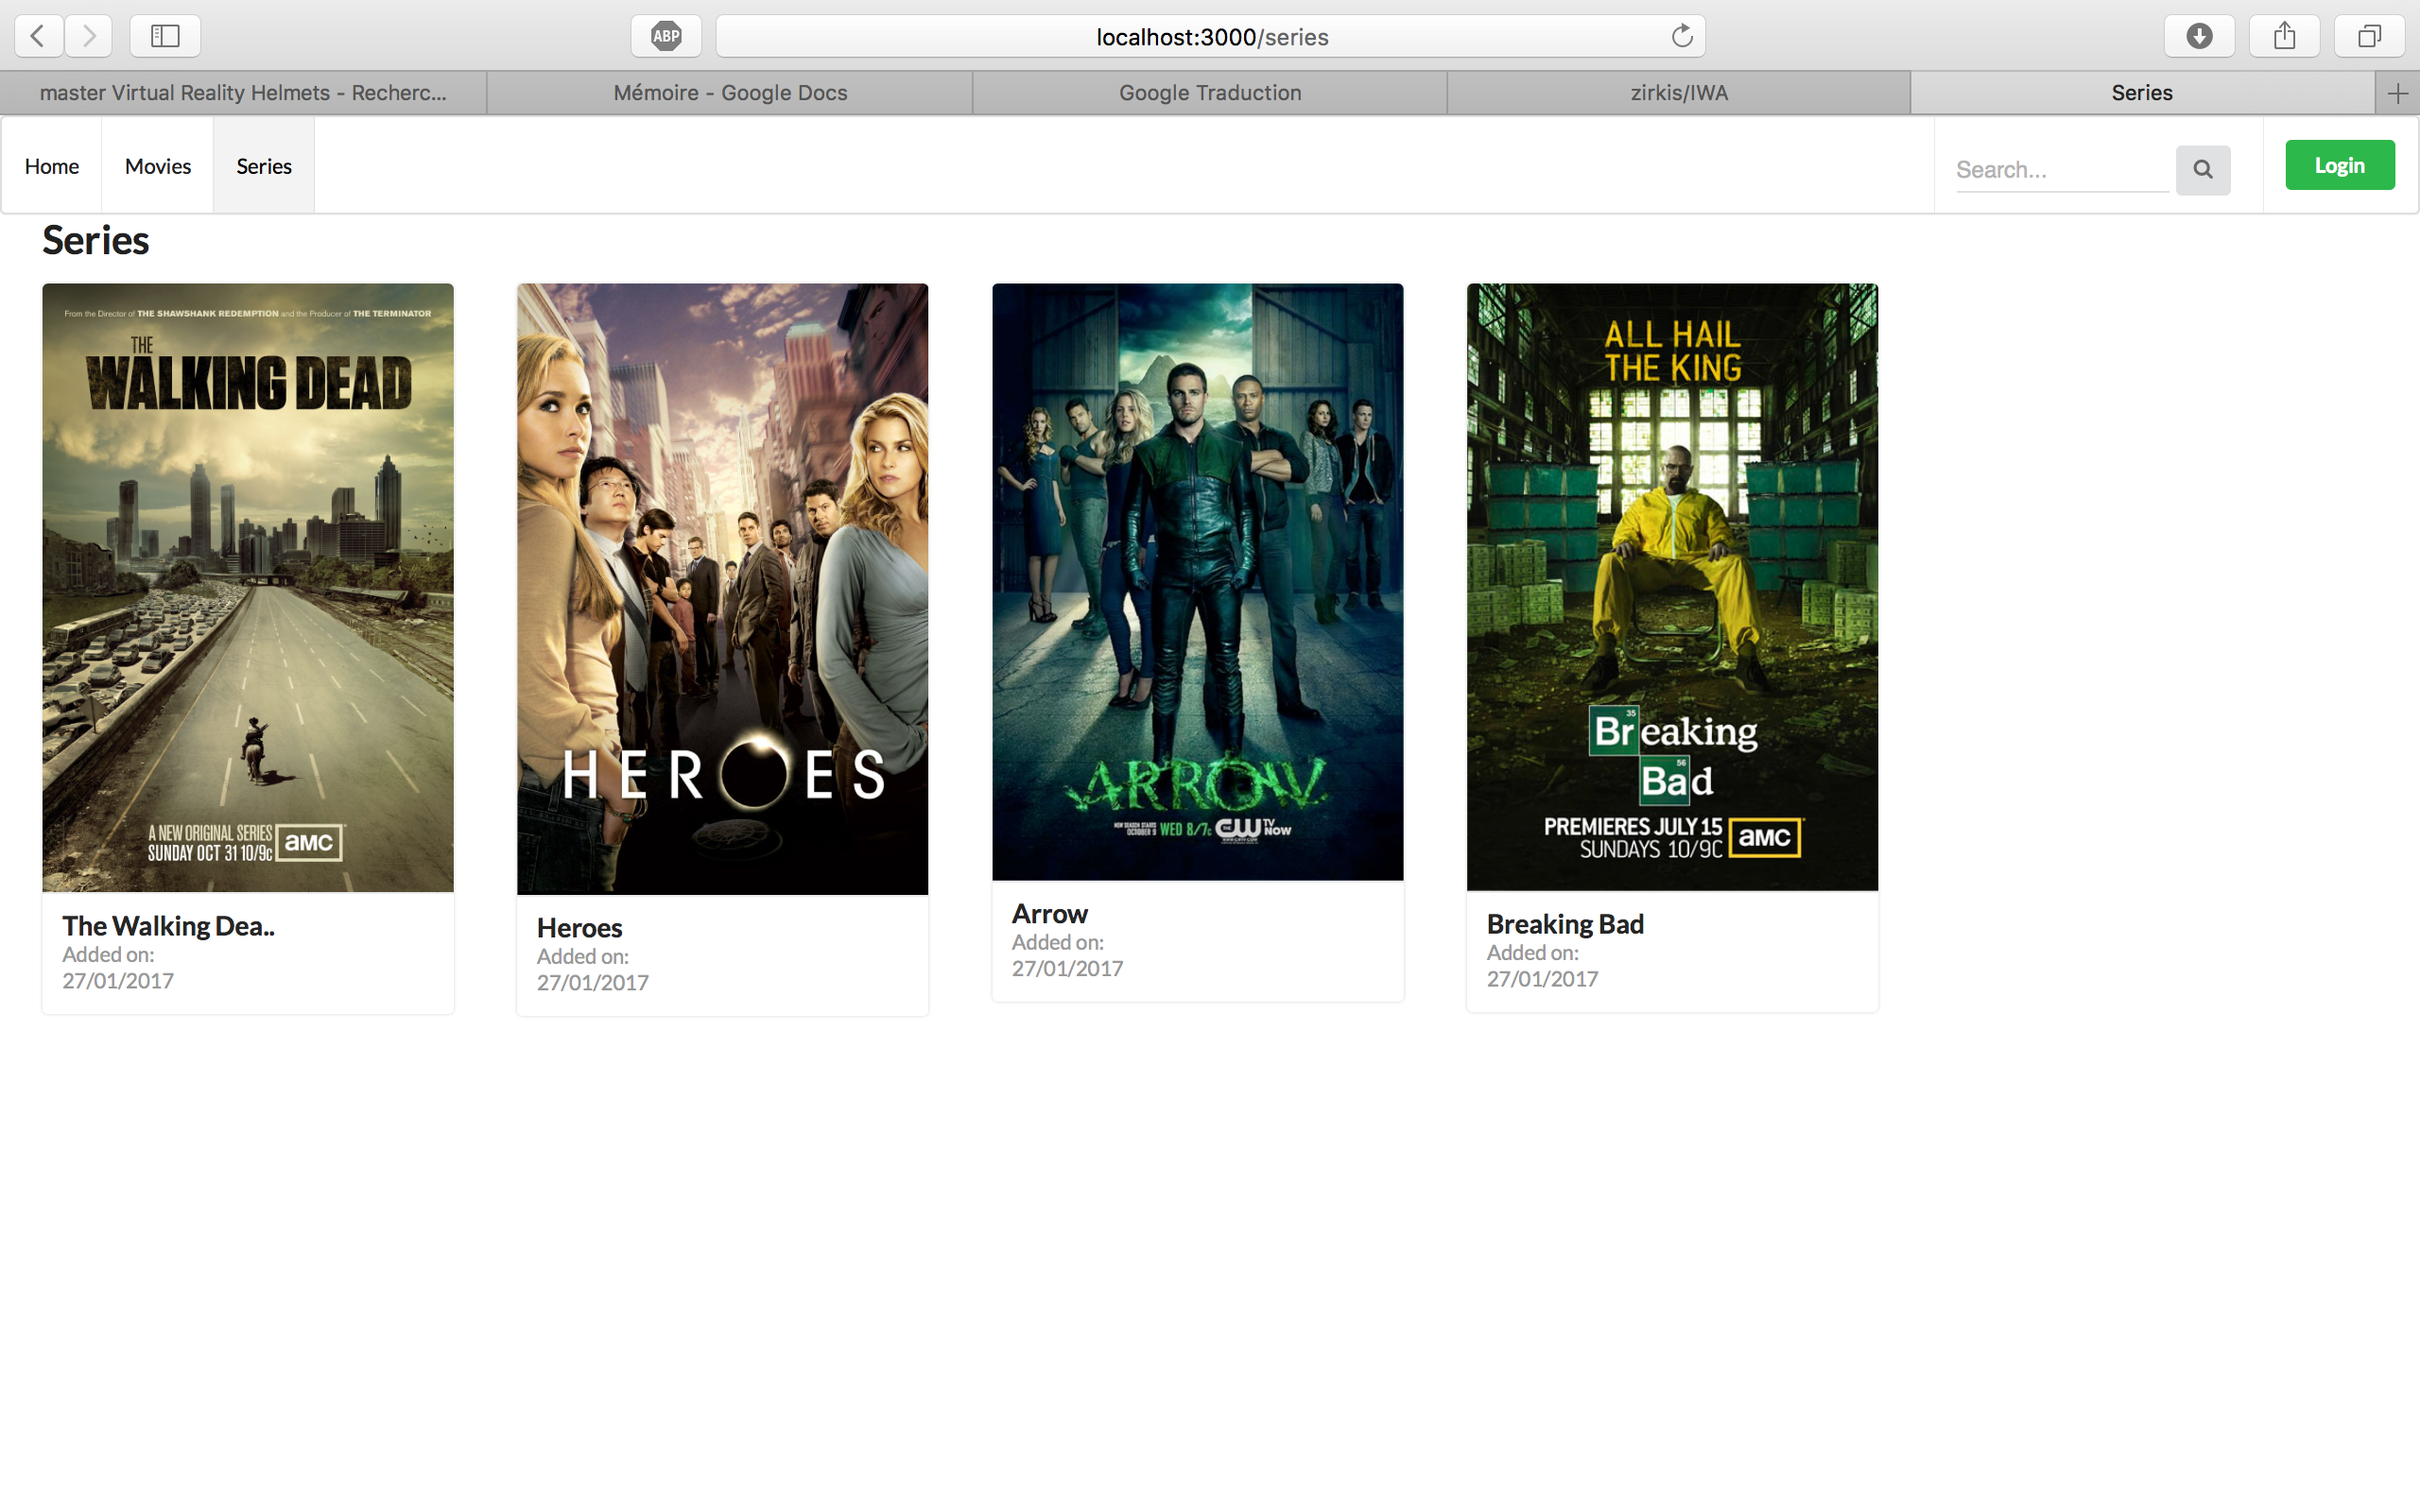 ABP
localhost:3000/series
master Virtual Reality Helmets - Recherc...
Mémoire - Google Docs
Google Traduction
zirkis/IWA
Series
Home
Movies
Series
Search...
Login
Series
From the Director of THE SHAWSHANK REDEMPTION and the Producer of THE TERMINATOR
THE
WALKING DEAD
A NEW ORIGINAL SERIES
SUNDAY OCT 31 10/9c
amc
The Walking Dea..
Added on:
27/01/2017
HEROES
Heroes
Added on:
27/01/2017
ARROW
NEW SEASON STARTS
OCTOBER 9
WED 8/7c
THE CW
TV
NOW
Arrow
Added on:
27/01/2017
ALL HAIL
THE KING
35
Breaking
56
Bad
PREMIERES JULY 15
SUNDAYS 10/9C
amc
Breaking Bad
Added on:
27/01/2017